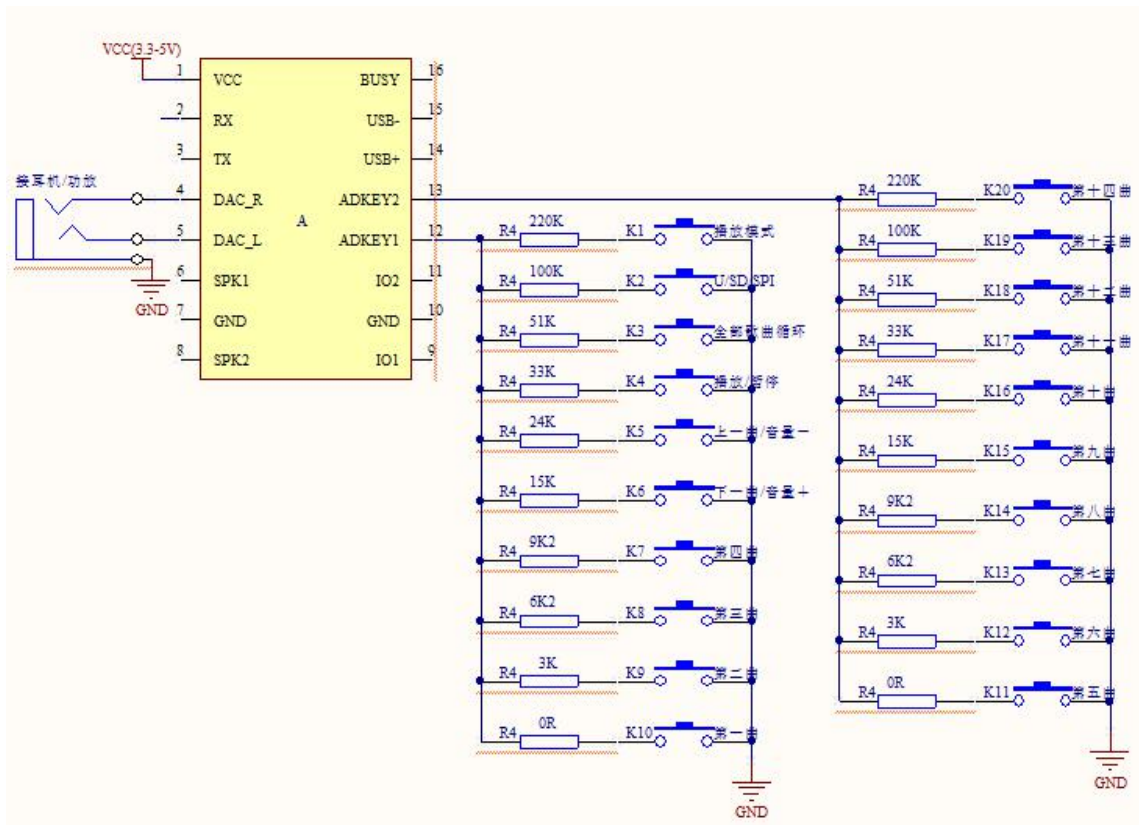 VCC(3.3-5V)
1 VCC BUSY 16
2 RX USB- 15
3 TX USB+ 14
接耳机/功放
4 DAC_R ADKEY2 13
A
5 DAC_L ADKEY1 12
6 SPK1 IO2 11
GND
7 GND GND 10
8 SPK2 IO1 9
R4 220K K1 播放模式
R4 100K K2 U/SD/SPI
R4 51K K3 全部歌曲循环
R4 33K K4 播放/暂停
R4 24K K5 上一曲/音量－
R4 15K K6 下一曲/音量＋
R4 9K2 K7 第四曲
R4 6K2 K8 第三曲
R4 3K K9 第二曲
R4 0R K10 第一曲
GND
R4 220K K20 第十四曲
R4 100K K19 第十三曲
R4 51K K18 第十二曲
R4 33K K17 第十一曲
R4 24K K16 第十曲
R4 15K K15 第九曲
R4 9K2 K14 第八曲
R4 6K2 K13 第七曲
R4 3K K12 第六曲
R4 0R K11 第五曲
GND